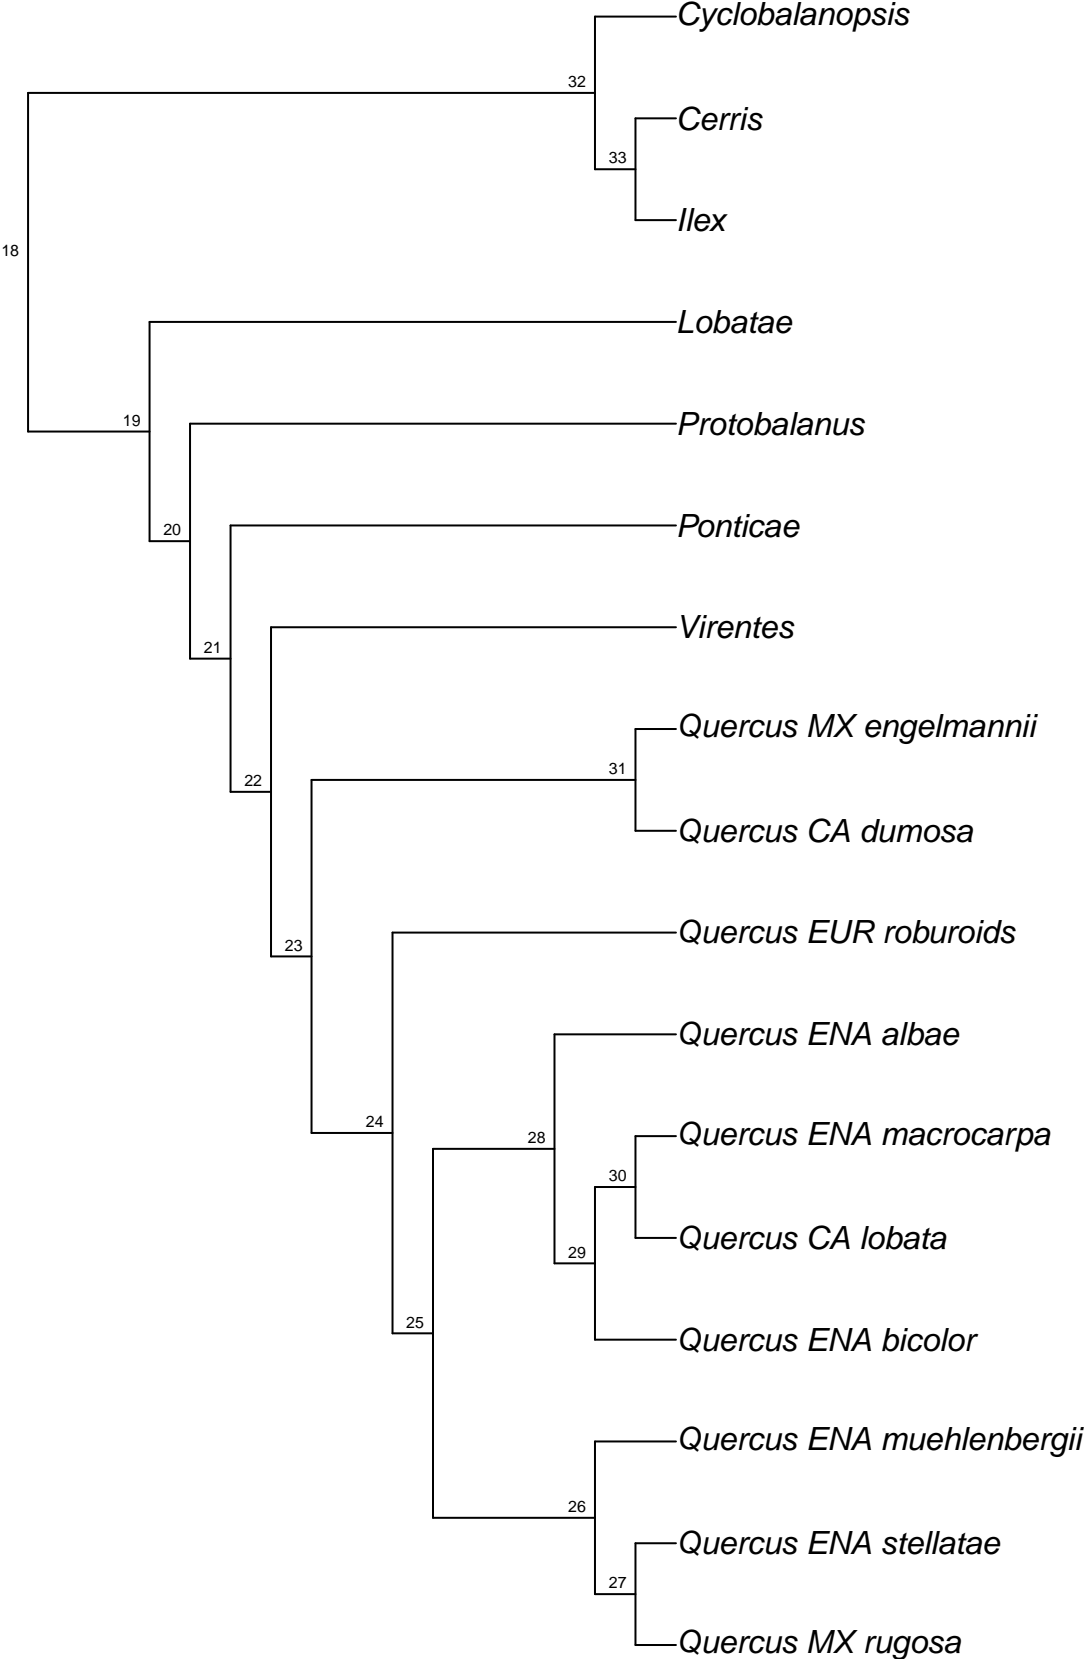 Cyclobalanopsis
32
Cerris
33
Ilex
18
Lobatae
19
Protobalanus
20
Ponticae
21
Virentes
Quercus MX engelmannii
31
22
Quercus CA dumosa
Quercus EUR roburoids
23
Quercus ENA albae
24
28
Quercus ENA macrocarpa
30
Quercus CA lobata
29
25
Quercus ENA bicolor
Quercus ENA muehlenbergii
26
Quercus ENA stellatae
27
Quercus MX rugosa